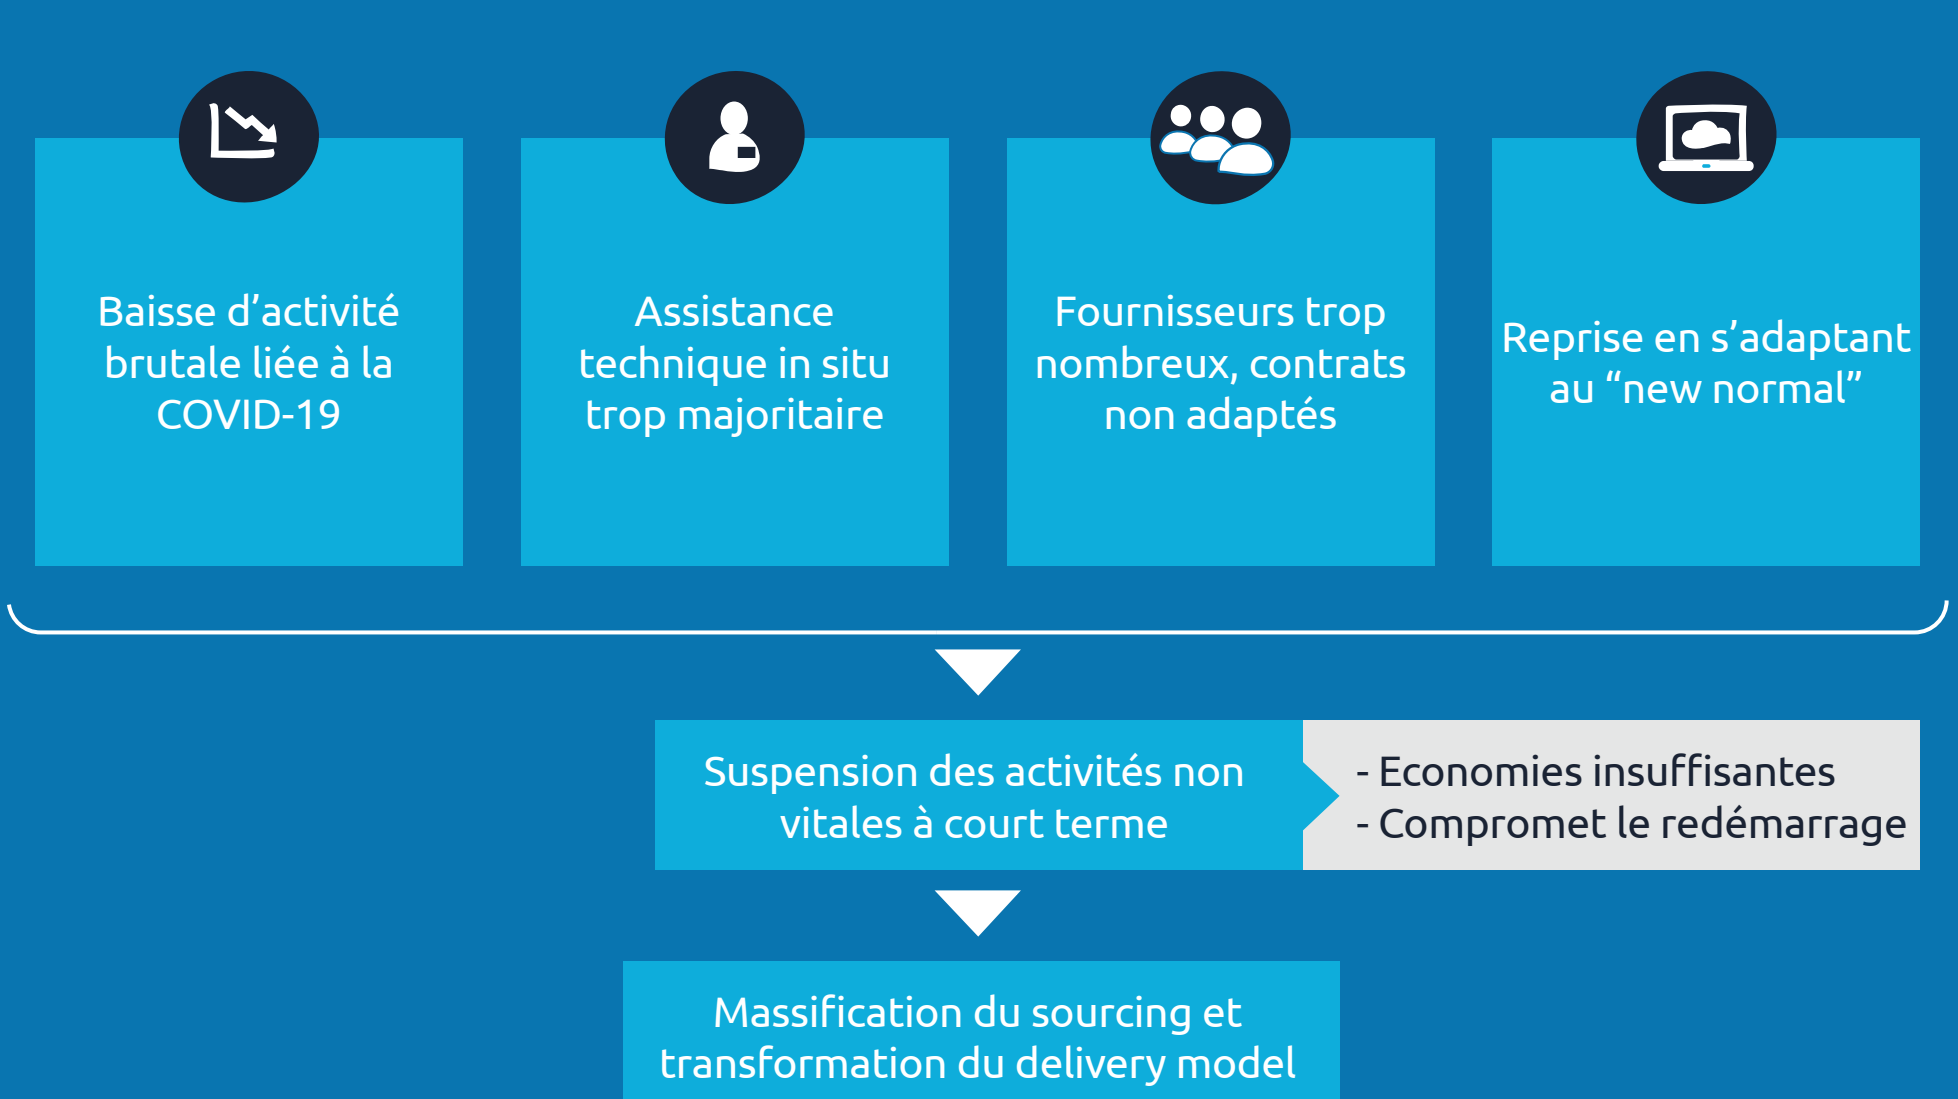 Baisse d’activité
brutale liée à la
COVID-19
Assistance
technique in situ
trop majoritaire
Fournisseurs trop
nombreux, contrats
non adaptés
Reprise en s’adaptant
au “new normal”
Suspension des activités non
vitales à court terme
- Economies insuffisantes
- Compromet le redémarrage
Massification du sourcing et
transformation du delivery model